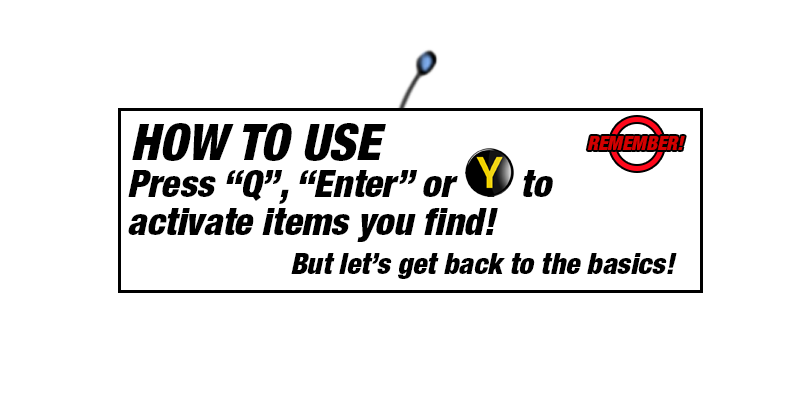 HOW TO USE
REMEMBER!
Press “Q”, “Enter” or Y to
activate items you find!
But let’s get back to the basics!